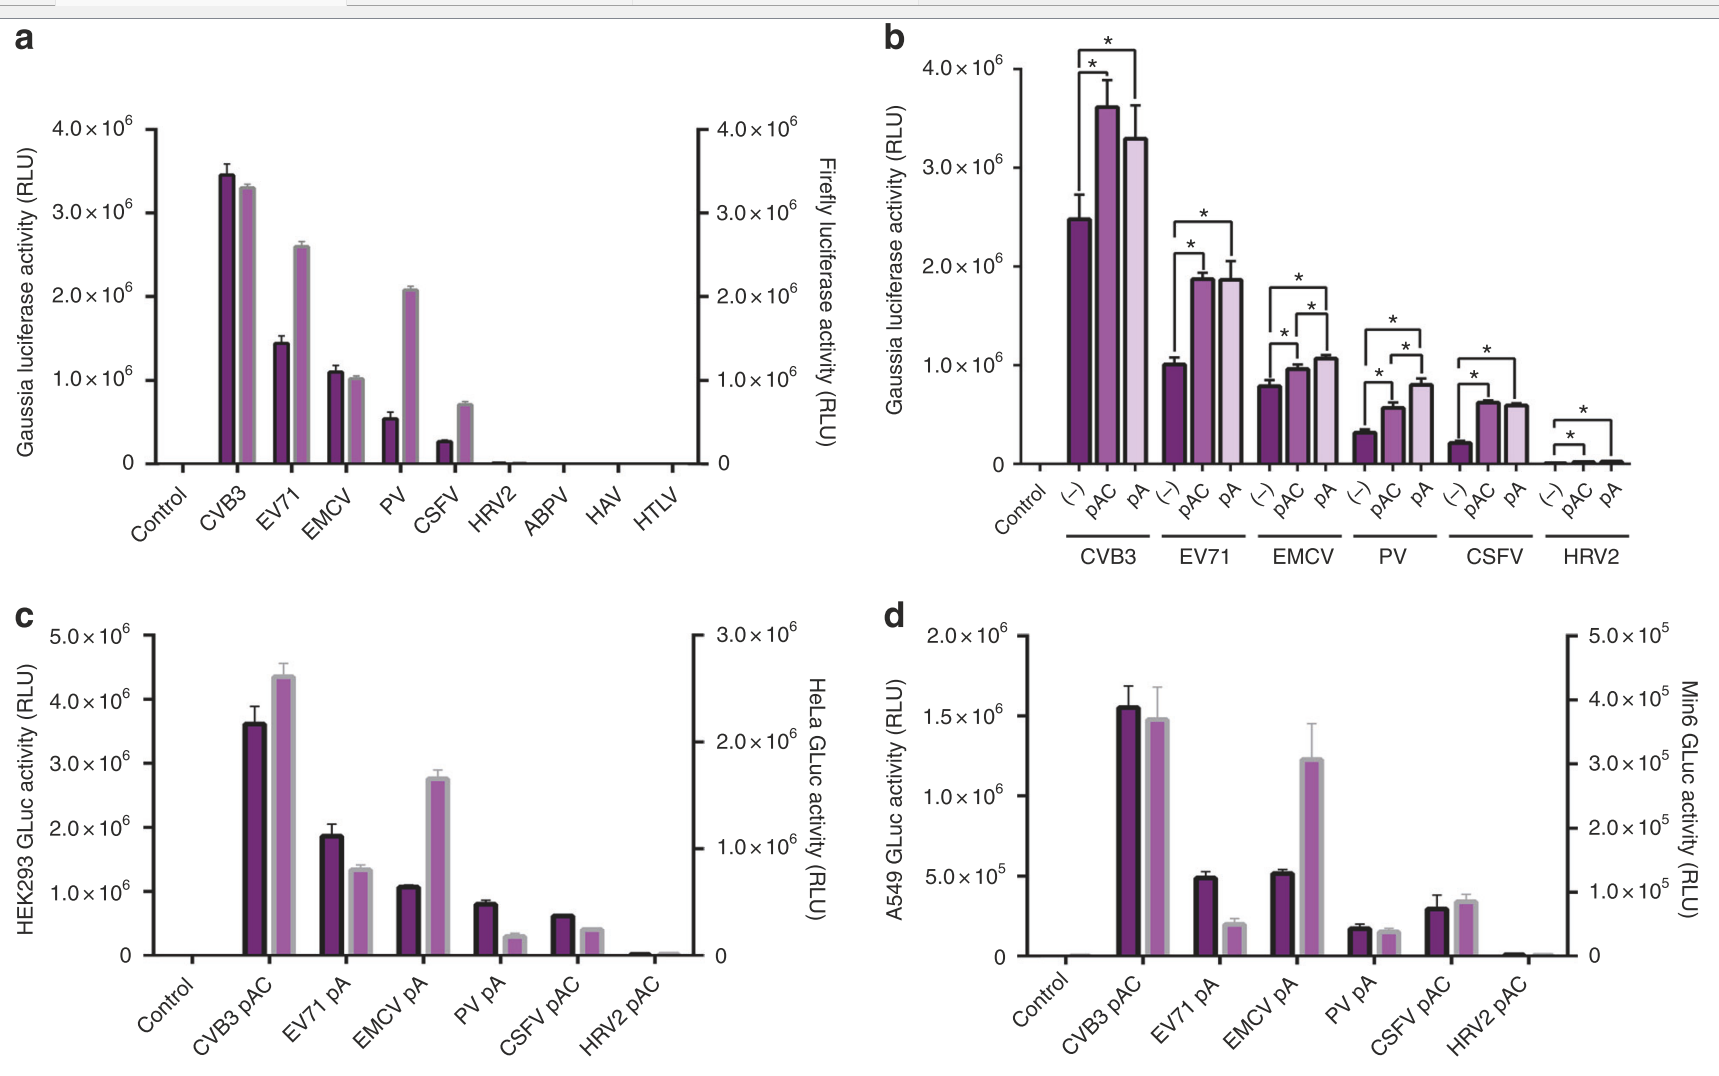 a
Gaussia luciferase activity (RLU)
4.0×10⁶
3.0×10⁶
2.0×10⁶
1.0×10⁶
0
4.0×10⁶
3.0×10⁶
2.0×10⁶
1.0×10⁶
0
Firefly luciferase activity (RLU)
Control
CVB3
EV71
EMCV
PV
CSFV
HRV2
ABPV
HAV
HTLV
b
Gaussia luciferase activity (RLU)
4.0×10⁶
3.0×10⁶
2.0×10⁶
1.0×10⁶
0
* *
* *
* * *
* * *
* *
* *
Control
(–) pAC pA
(–) pAC pA
(–) pAC pA
(–) pAC pA
(–) pAC pA
(–) pAC pA
CVB3 EV71 EMCV PV CSFV HRV2
c
HEK293 GLuc activity (RLU)
5.0×10⁶
4.0×10⁶
3.0×10⁶
2.0×10⁶
1.0×10⁶
0
3.0×10⁶
2.0×10⁶
1.0×10⁶
0
HeLa GLuc activity (RLU)
Control
CVB3 pAC
EV71 pA
EMCV pA
PV pA
CSFV pAC
HRV2 pAC
d
A549 GLuc activity (RLU)
2.0×10⁶
1.5×10⁶
1.0×10⁶
5.0×10⁵
0
5.0×10⁵
4.0×10⁵
3.0×10⁵
2.0×10⁵
1.0×10⁵
0
Min6 GLuc activity (RLU)
Control
CVB3 pAC
EV71 pA
EMCV pA
PV pA
CSFV pAC
HRV2 pAC